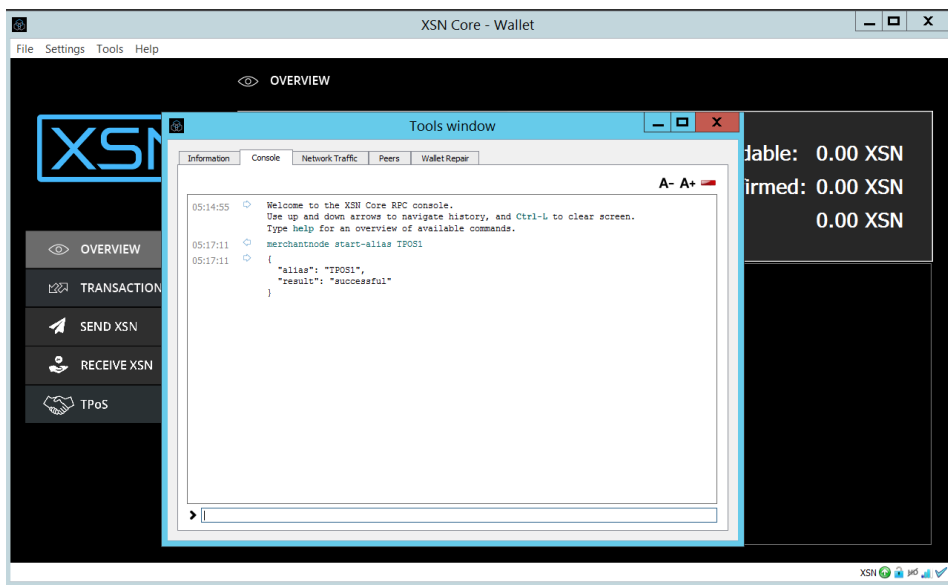 XSN Core - Wallet
File Settings Tools Help
OVERVIEW
XSN
Tools window
Information Console Network Traffic Peers Wallet Repair
A- A+
05:14:55 Welcome to the XSN Core RPC console.
Use up and down arrows to navigate history, and Ctrl-L to clear screen.
Type help for an overview of available commands.
05:17:11 merchantnode start-alias TPOS1
05:17:11 {
"alias": "TPOS1",
"result": "successful"
}
dable: 0.00 XSN
irmed: 0.00 XSN
0.00 XSN
OVERVIEW
TRANSACTION
SEND XSN
RECEIVE XSN
TPoS
XSN